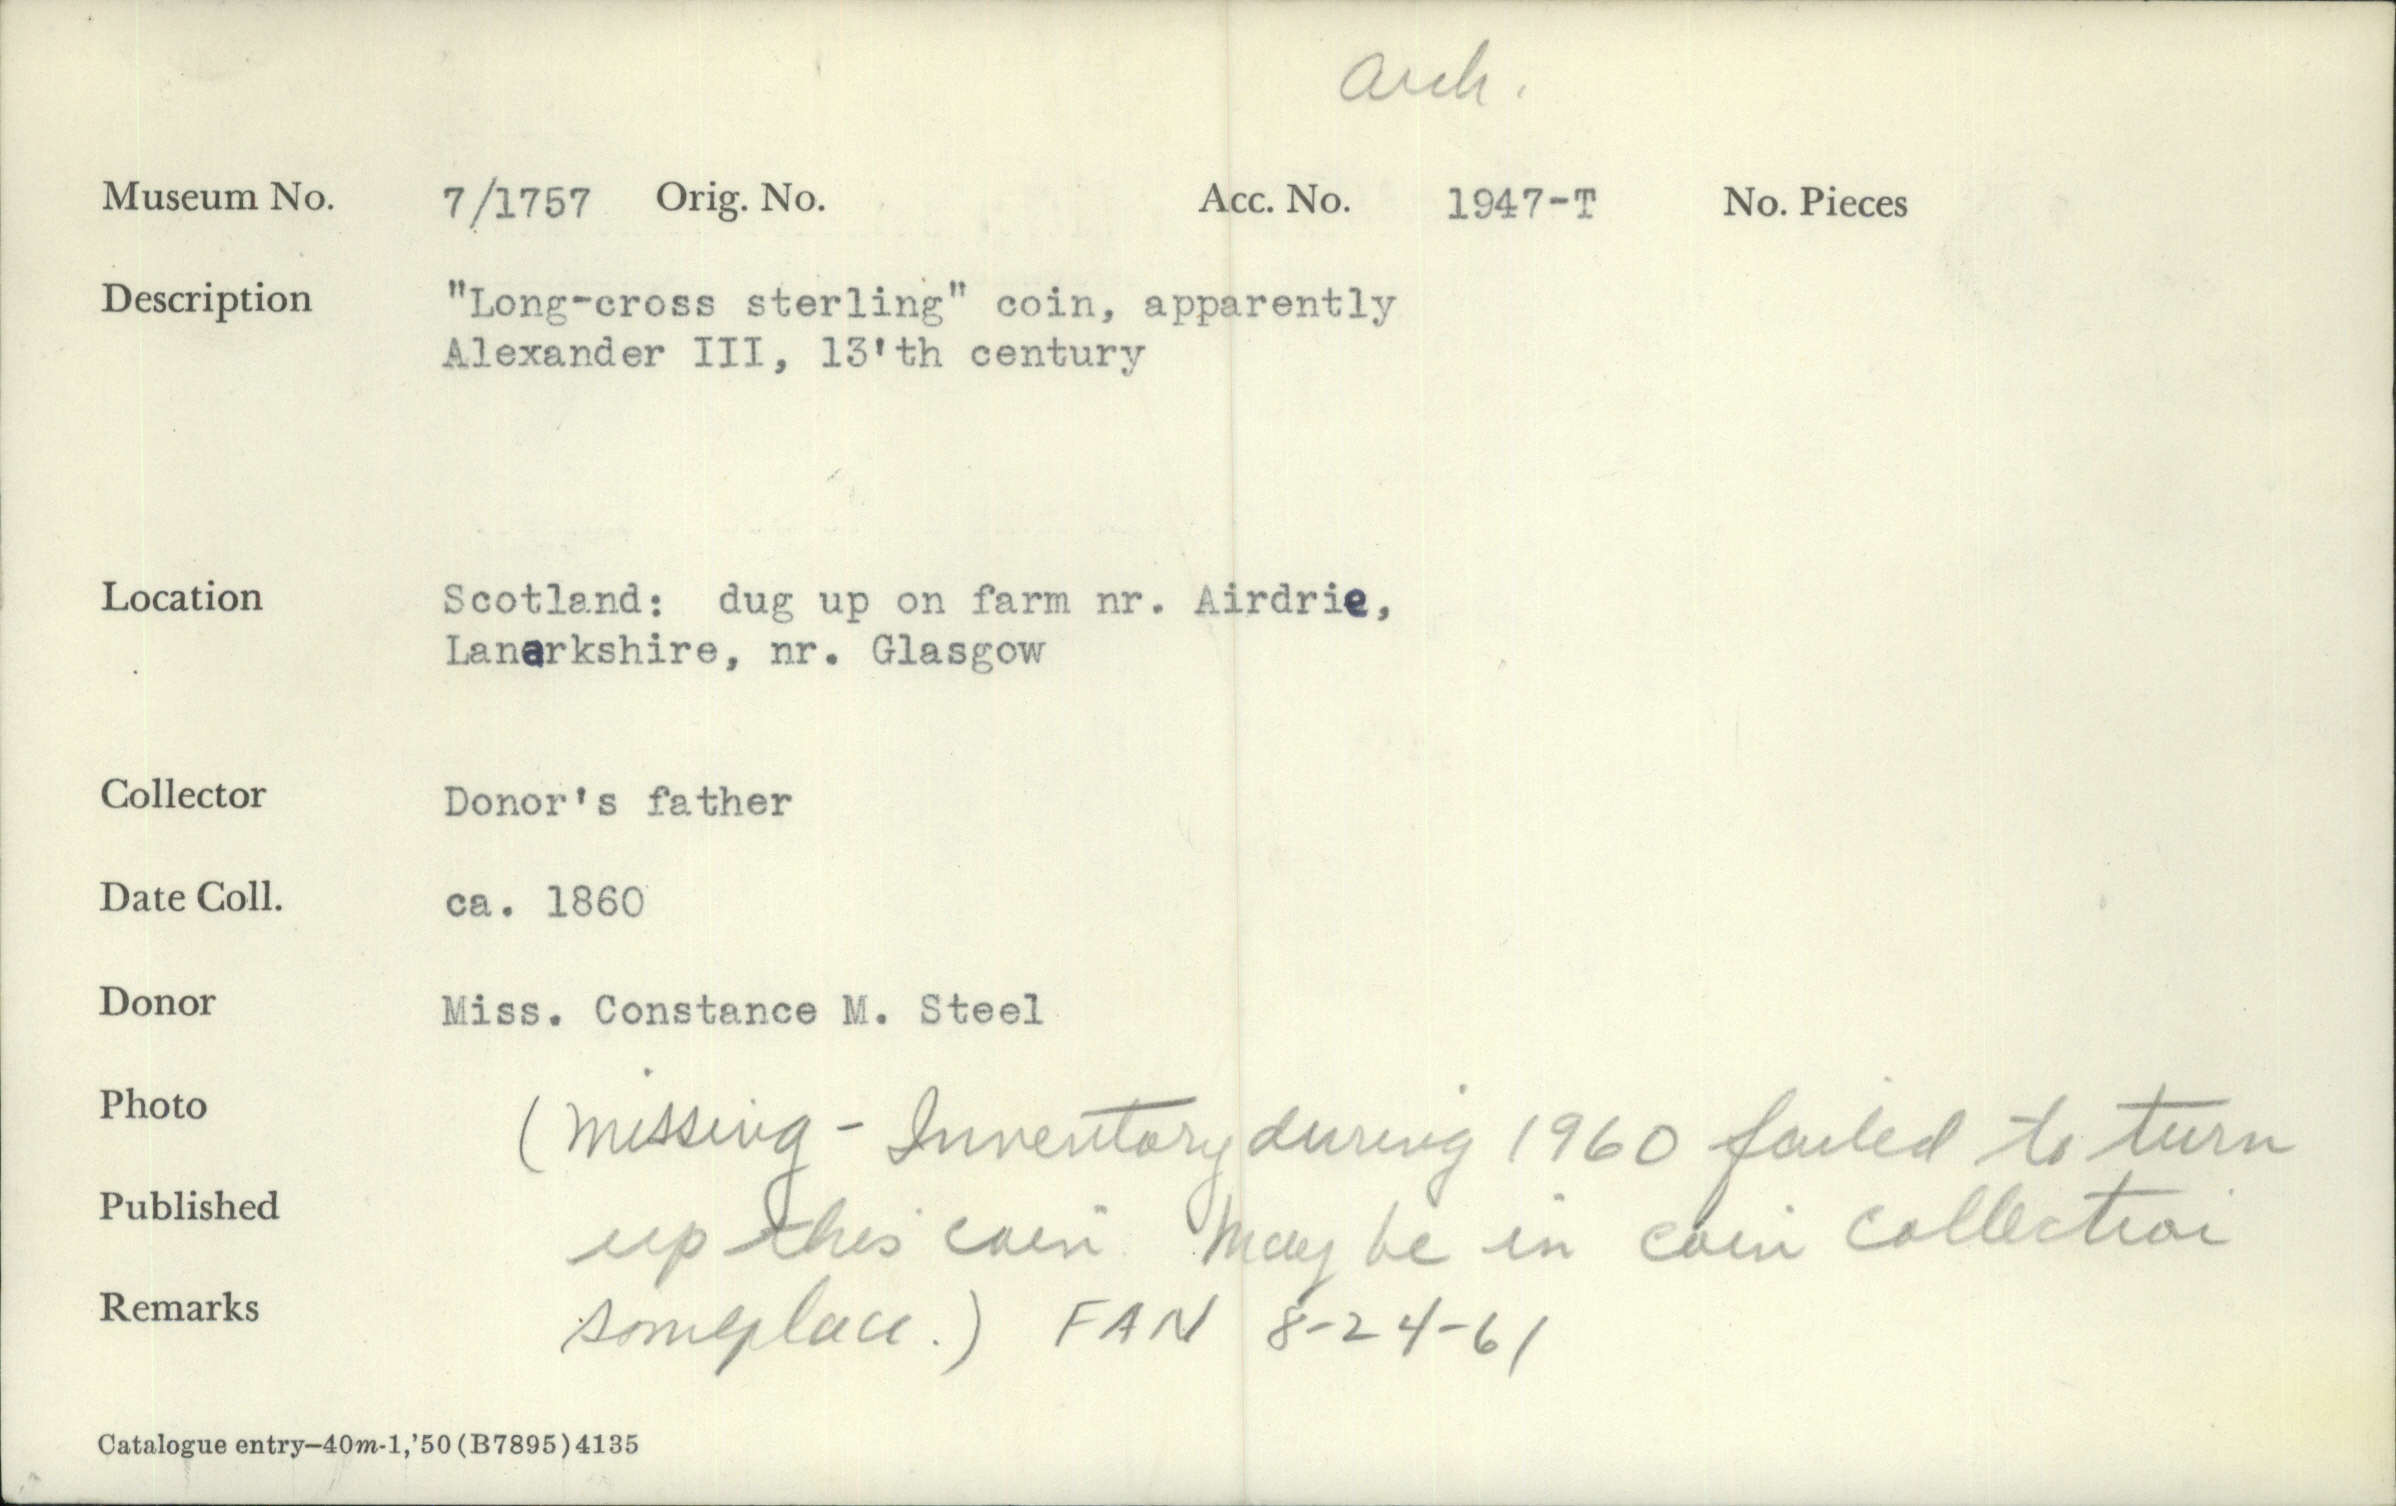 Arch.
Museum No. 7/1757 Orig. No. Acc. No. 1947-T No. Pieces
Description "Long-cross sterling" coin, apparently
Alexander III, 13'th century
Location Scotland: dug up on farm nr. Airdrie,
Lanarkshire, nr. Glasgow
Collector Donor's father
Date Coll. ca. 1860
Donor Miss. Constance M. Steel
Photo
(Missing - Inventory during 1960 failed to turn
Published
up this coin May be in coin collection
Remarks
someplace.) FAN 8-24-61
Catalogue entry—40m-1,'50(B7895)4135